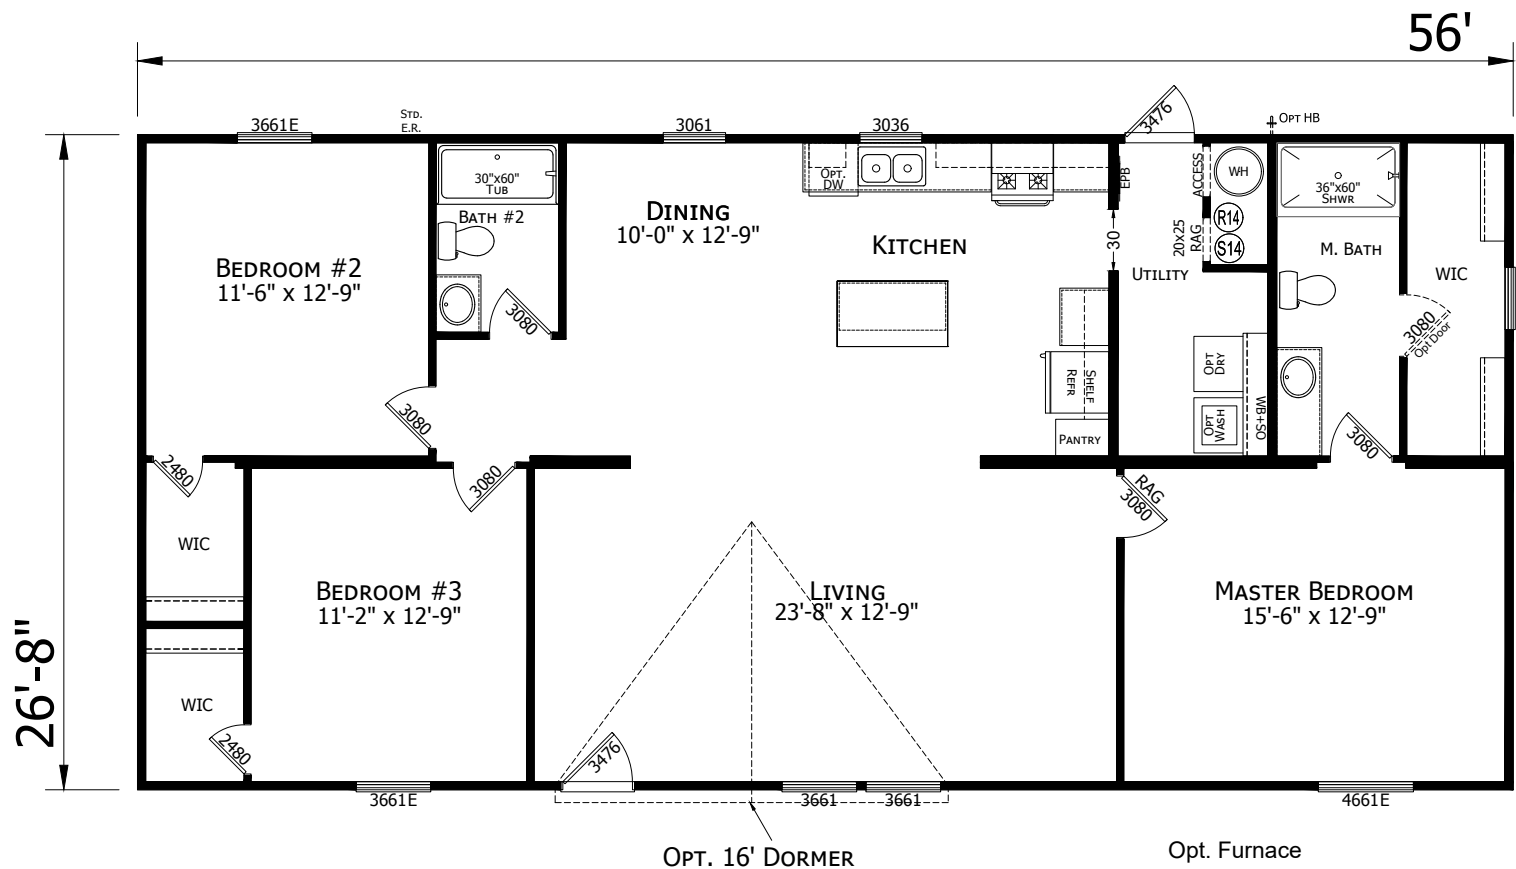 56'
26'-8"
3661E
STD.
E.R.
3061
3036
3476
OPT HB
30"x60"
TUB
BATH #2
3080
BEDROOM #2
11'-6" x 12'-9"
3080
2480
WIC
DINING
10'-0" x 12'-9"
OPT.
DW
KITCHEN
EPB
30
SHELF
REFR
PANTRY
ACCESS
20x25
RAG
WH
R14
S14
UTILITY
OPT
DRY
OPT
WASH
WB+SO
36"x60"
SHWR
M. BATH
3080
Opt Door
WIC
3080
3080
BEDROOM #3
11'-2" x 12'-9"
WIC
2480
LIVING
23'-8" x 12'-9"
RAG
3080
MASTER BEDROOM
15'-6" x 12'-9"
3476
3661E
3661
3661
4661E
OPT. 16' DORMER
Opt. Furnace